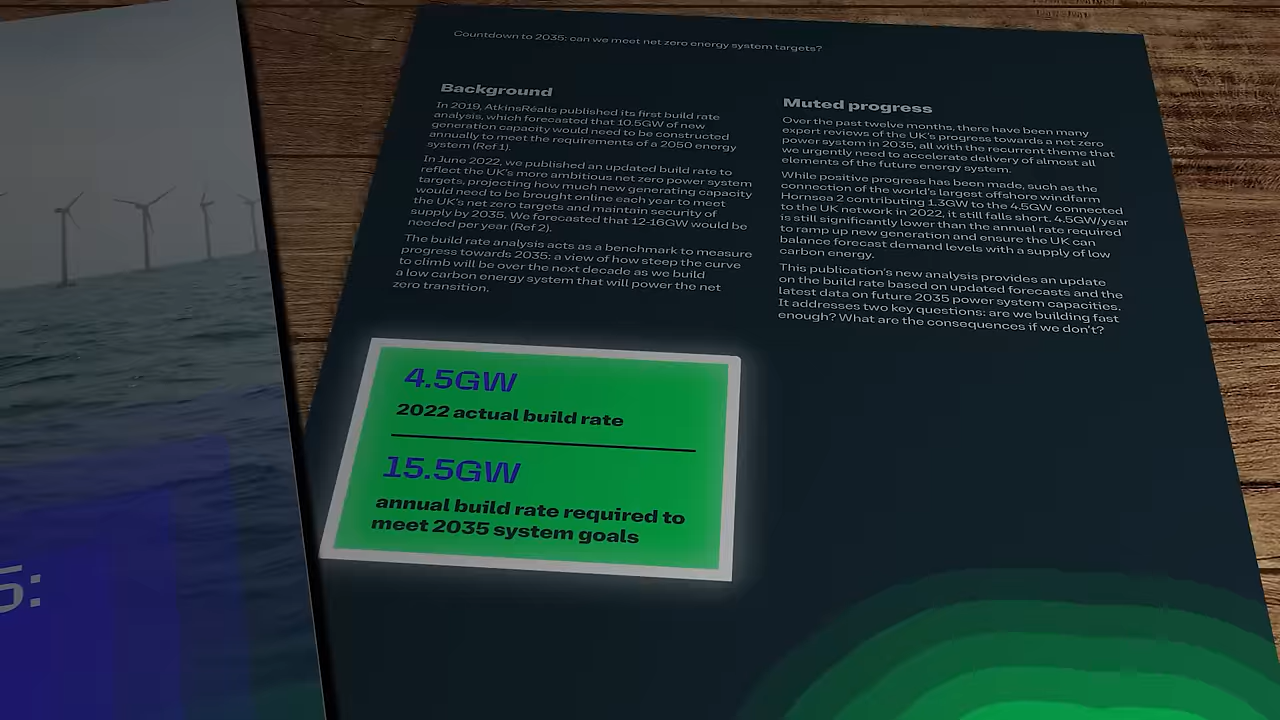 Countdown to 2035: can we meet net zero energy system targets?
Background
In 2019, AtkinsRéalis published its first build rate
analysis, which forecasted that 10.5GW of new
generation capacity would need to be constructed
annually to meet the requirements of a 2050 energy
system (Ref 1).
In June 2022, we published an updated build rate to
reflect the UK's more ambitious net zero power system
targets, projecting how much new generating capacity
would need to be brought online each year to meet
the UK's net zero targets and maintain security of
supply by 2035. We forecasted that 12-16GW would be
needed per year (Ref 2).
The build rate analysis acts as a benchmark to measure
progress towards 2035: a view of how steep the curve
to climb will be over the next decade as we build
a low carbon energy system that will power the net
zero transition.
4.5GW
2022 actual build rate
15.5GW
annual build rate required to
meet 2035 system goals
Muted progress
Over the past twelve months, there have been many
expert reviews of the UK's progress towards a net zero
power system in 2035, all with the recurrent theme that
we urgently need to accelerate delivery of almost all
elements of the future energy system.
While positive progress has been made, such as the
connection of the world's largest offshore windfarm
Hornsea 2 contributing 1.3GW to the 4.5GW connected
to the UK network in 2022, it still falls short. 4.5GW/year
is still significantly lower than the annual rate required
to ramp up new generation and ensure the UK can
balance forecast demand levels with a supply of low
carbon energy.
This publication's new analysis provides an update
on the build rate based on updated forecasts and the
latest data on future 2035 power system capacities.
It addresses two key questions: are we building fast
enough? What are the consequences if we don't?
5: